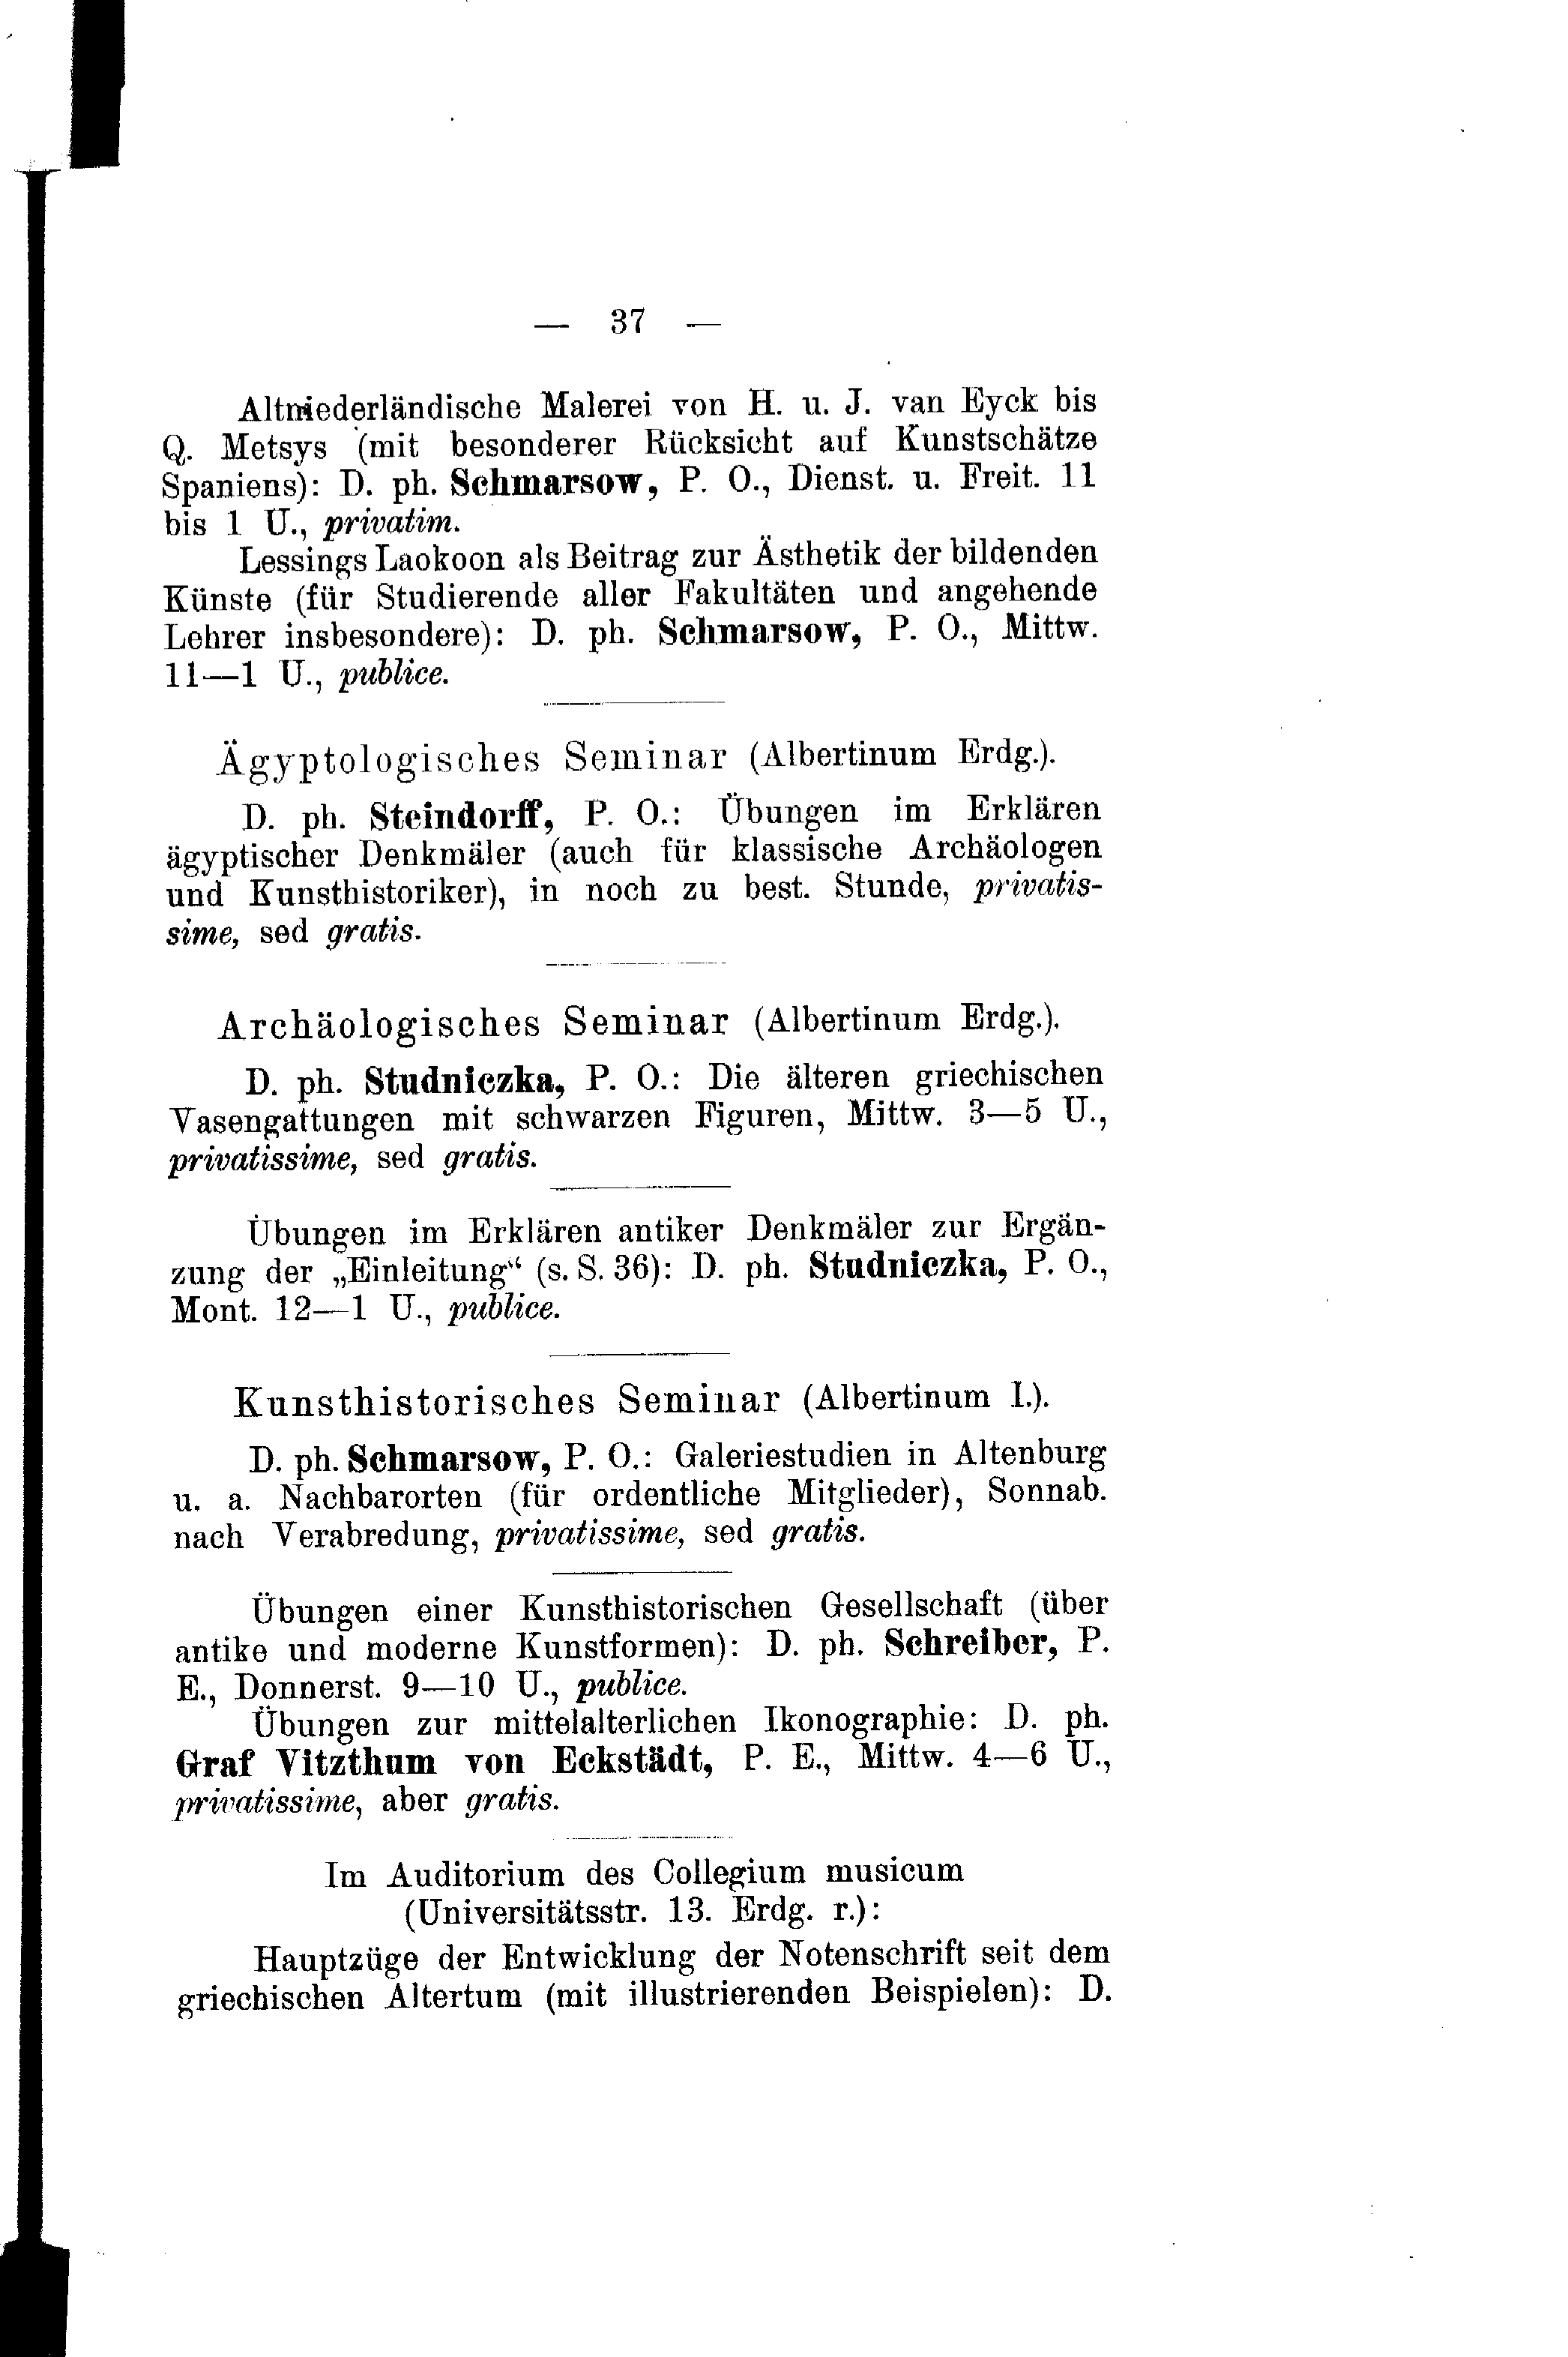 — 37 —
Altniederländische Malerei von H. u. J. van Eyck bis
Q. Metsys (mit besonderer Rücksicht auf Kunstschätze
Spaniens): D. ph. Schmarsow, P. O., Dienst. u. Freit. 11
bis 1 U., privatim.
Lessings Laokoon als Beitrag zur Ästhetik der bildenden
Künste (für Studierende aller Fakultäten und angehende
Lehrer insbesondere): D. ph. Schmarsow, P. O., Mittw.
11—1 U., publice.
Ägyptologisches Seminar (Albertinum Erdg.).
D. ph. Steindorff, P. O.: Übungen im Erklären
ägyptischer Denkmäler (auch für klassische Archäologen
und Kunsthistoriker), in noch zu best. Stunde, privatis-
sime, sed gratis.
Archäologisches Seminar (Albertinum Erdg.).
D. ph. Studniczka, P. O.: Die älteren griechischen
Vasengattungen mit schwarzen Figuren, Mittw. 3—5 U.,
privatissime, sed gratis.
Übungen im Erklären antiker Denkmäler zur Ergän-
zung der „Einleitung“ (s. S. 36): D. ph. Studniczka, P. O.,
Mont. 12—1 U., publice.
Kunsthistorisches Seminar (Albertinum I.).
D. ph. Schmarsow, P. O.: Galeriestudien in Altenburg
u. a. Nachbarorten (für ordentliche Mitglieder), Sonnab.
nach Verabredung, privatissime, sed gratis.
Übungen einer Kunsthistorischen Gesellschaft (über
antike und moderne Kunstformen): D. ph. Schreiber, P.
E., Donnerst. 9—10 U., publice.
Übungen zur mittelalterlichen Ikonographie: D. ph.
Graf Vitzthum von Eckstädt, P. E., Mittw. 4—6 U.,
privatissime, aber gratis.
Im Auditorium des Collegium musicum
(Universitätsstr. 13. Erdg. r.):
Hauptzüge der Entwicklung der Notenschrift seit dem
griechischen Altertum (mit illustrierenden Beispielen): D.